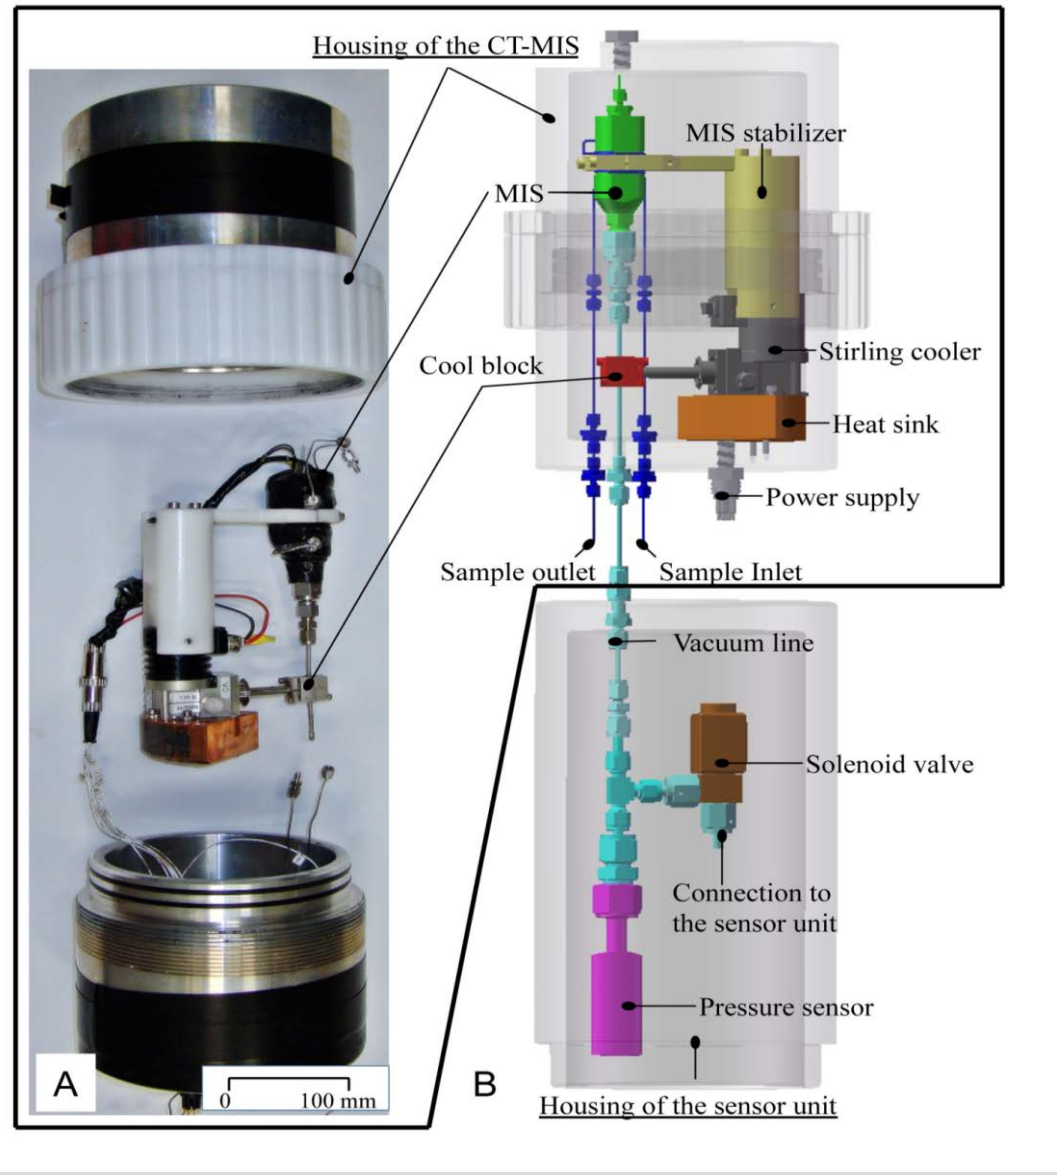 Housing of the CT-MIS
MIS stabilizer
MIS
Stirling cooler
Cool block
Heat sink
Power supply
Sample outlet
Sample Inlet
Vacuum line
Solenoid valve
Connection to
the sensor unit
Pressure sensor
A
0
100 mm
B
Housing of the sensor unit